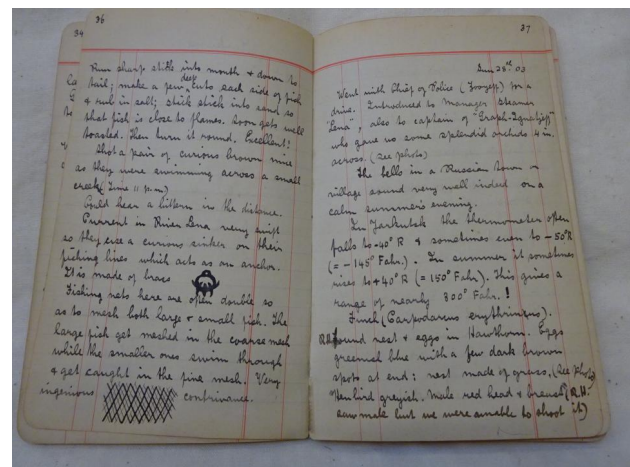 36
Run sharp stick into mouth & down to
tail; make a few deep cuts each side of fish
& rub in salt; stick stick into sand so
that fish is close to flames. Soon gets well
toasted. Then turn it round. Excellent!
Shot a pair of curious brown mice
as they were swimming across a small
creek (Time 11 p.m)
Could hear a bittern in the distance.
Current in River Lena very swift
so they use a curious sinker on their
fishing lines which acts as an anchor.
It is made of brass
Fishing nets here are often double so
as to mesh both large & small fish. The
large fish get meshed in the coarse mesh
while the smaller ones swim through
& get caught in the fine mesh. Very
ingenious contrivance.
34
37
28th 03
Went with Chief of Police for a
drive. Introduced to Manager Steamer
"Lena", also to captain of "Graph-Ignatieff"
who gave us some splendid orchids 4 in.
across. (see photo)
The bells in a Russian town or
village sound very well indeed on a
calm summer's evening.
In Yarkutsk the thermometer often
falls to -40° R & sometimes even to -50° R
(= -145° Fahr.). In summer it sometimes
rises to +40° R (= 150° Fahr.). This gives a
range of nearly 300° Fahr. !
Finch (Carpodacus erythrinus).
R.H. found nest & eggs in Hawthorn. Eggs
greenish blue with a few dark brown
spots at end; nest made of grass, (See photo)
Hen bird greyish. Male red head & breast (R.H.
saw male but we were unable to shoot it)